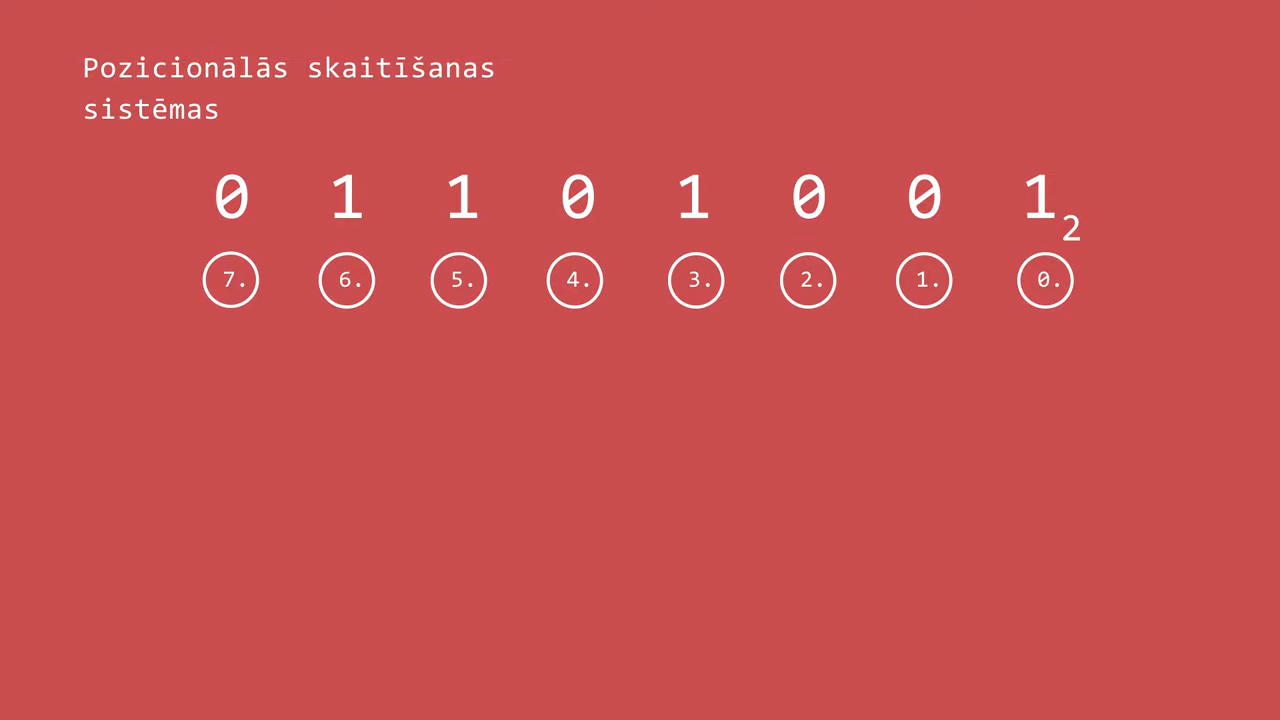 Pozicionālās skaitīšanas
sistēmas
0 1 1 0 1 0 0 1₂
7. 6. 5. 4. 3. 2. 1. 0.